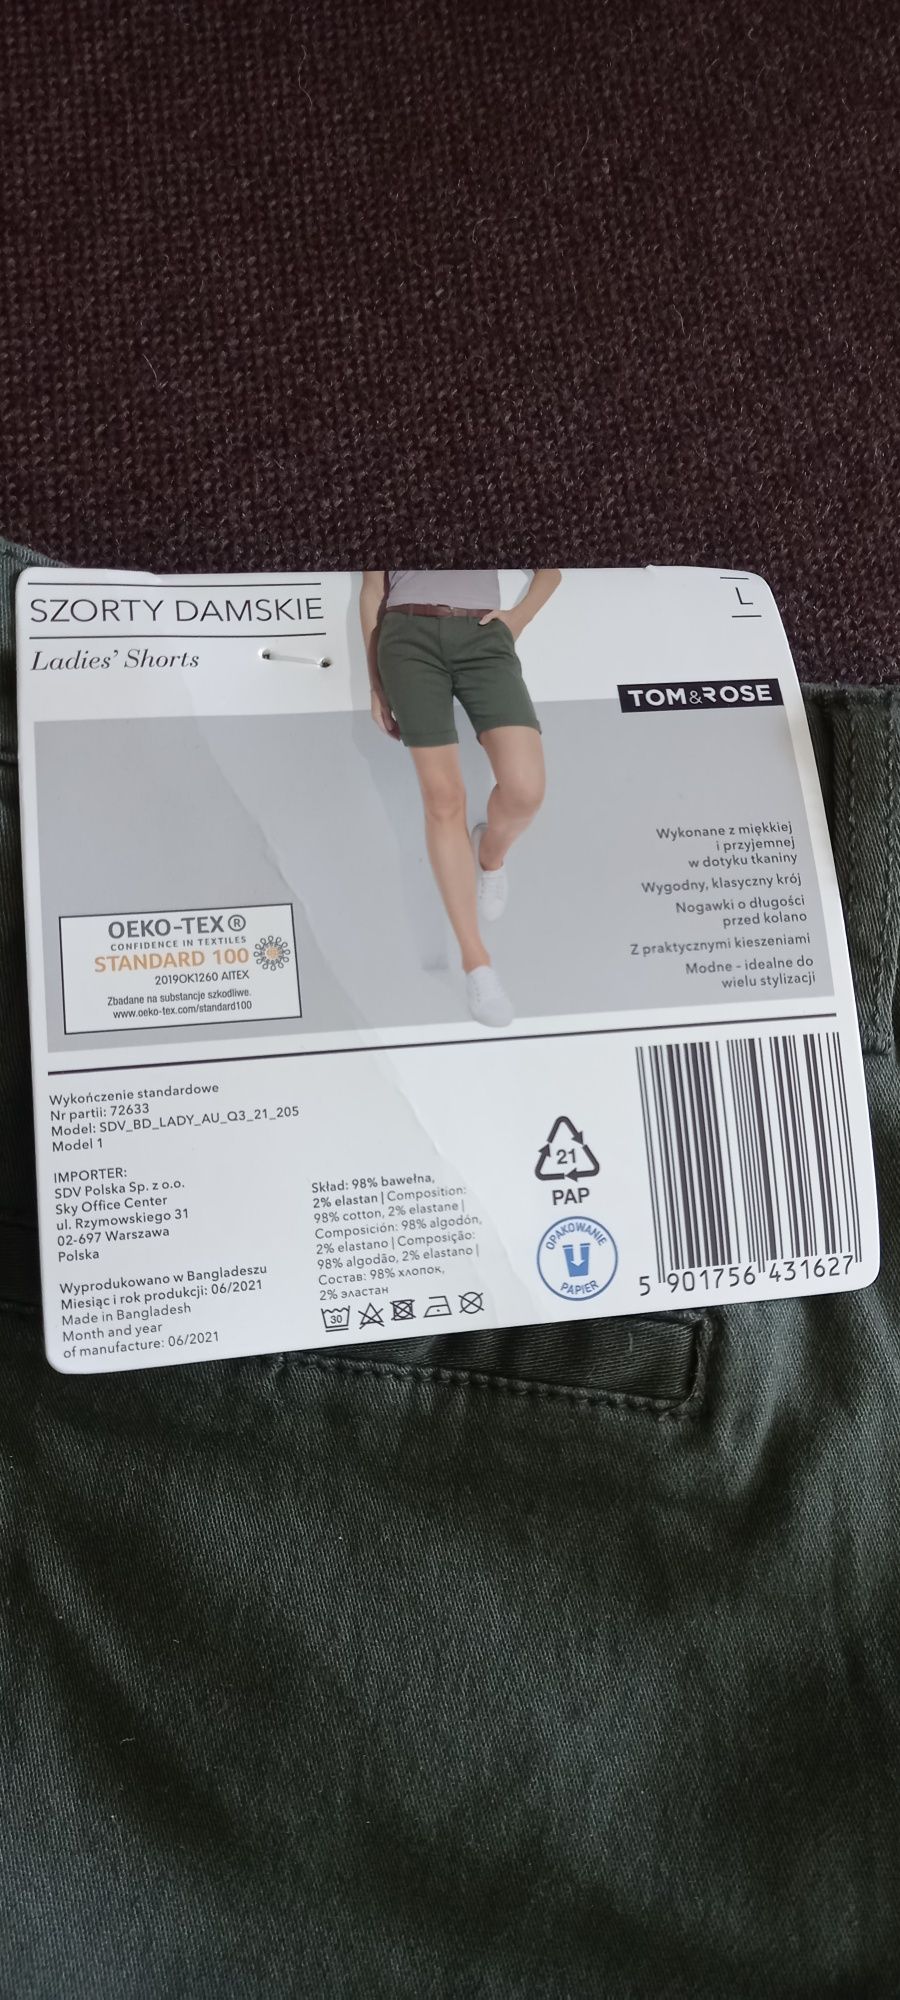 SZORTY DAMSKIE
Ladies' Shorts
L
TOM&ROSE
Wykonane z miękkiej
i przyjemnej
w dotyku tkaniny
Wygodny, klasyczny krój
Nogawki o długości
przed kolano
Z praktycznymi kieszeniami
Modne - idealne do
wielu stylizacji
OEKO-TEX®
CONFIDENCE IN TEXTILES
STANDARD 100
2019OK1260 AITEX
Zbadane na substancje szkodliwe.
www.oeko-tex.com/standard100
Wykończenie standardowe
Nr partii: 72633
Model: SDV_BD_LADY_AU_Q3_21_205
Model 1
IMPORTER:
SDV Polska Sp. z o.o.
Sky Office Center
ul. Rzymowskiego 31
02-697 Warszawa
Polska
Wyprodukowano w Bangladeszu
Miesiąc i rok produkcji: 06/2021
Made in Bangladesh
Month and year
of manufacture: 06/2021
Skład: 98% bawełna,
2% elastan | Composition:
98% cotton, 2% elastane |
Composición: 98% algodón,
2% elastano | Composição:
98% algodão, 2% elastano |
Состав: 98% хлопок,
2% эластан
30
21
PAP
OPAKOWANIE
PAPIER
5 901756 431627